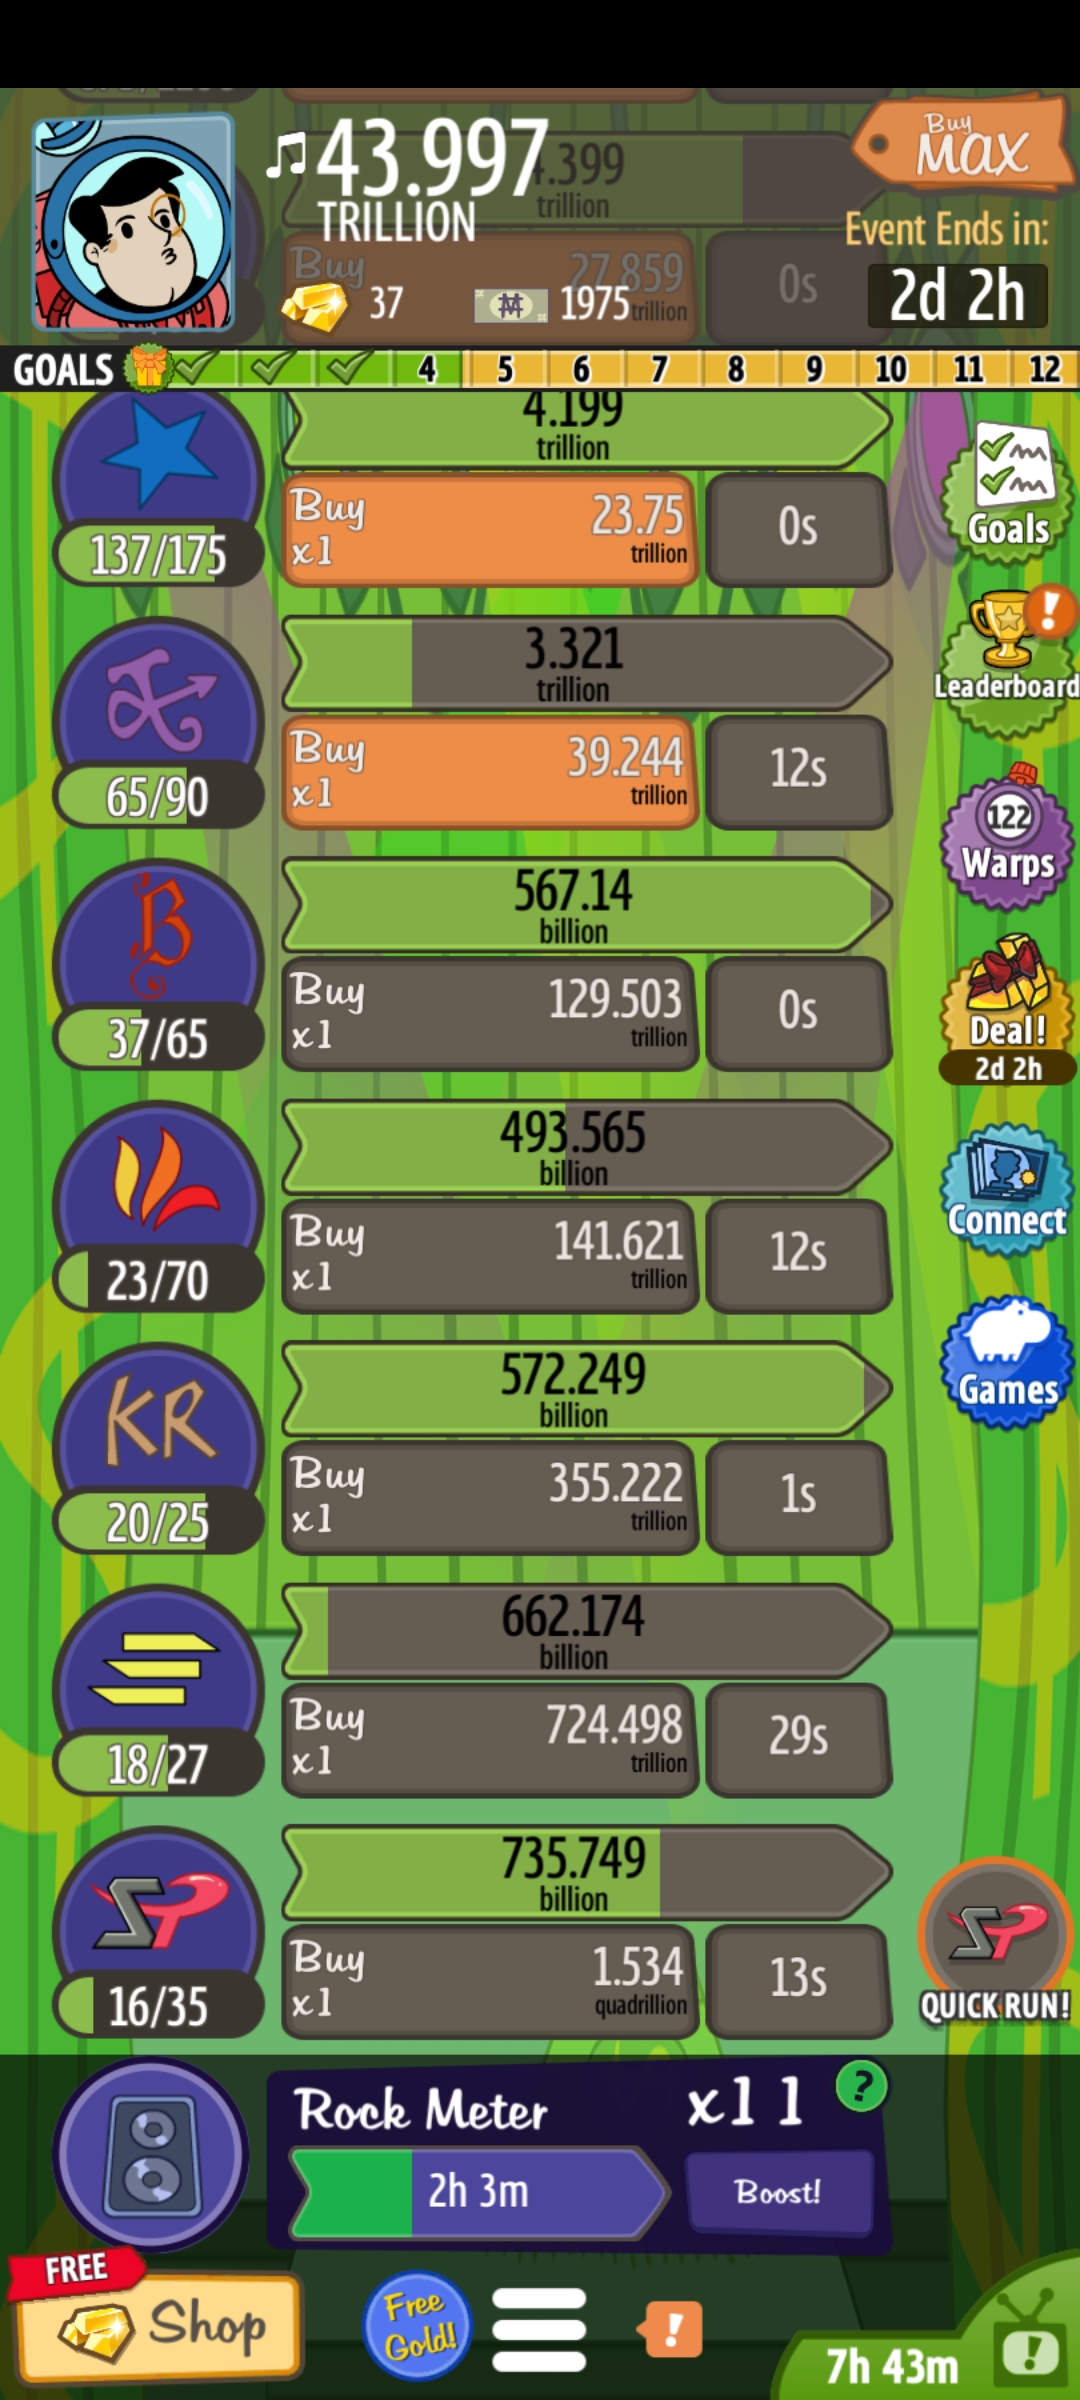 43.997
TRILLION
.399
trillion
Buy
MAX
Event Ends in:
2d 2h
Buy
27.859
trillion
0s
37
1975
GOALS
4
5
6
7
8
9
10
11
12
4.199
trillion
137/175
Buy
x1
23.75
trillion
0s
Goals
3.321
trillion
65/90
Buy
x1
39.244
trillion
12s
Leaderboard
567.14
billion
B
37/65
Buy
x1
129.503
trillion
0s
122
Warps
Deal!
2d 2h
493.565
billion
23/70
Buy
x1
141.621
trillion
12s
Connect
572.249
billion
KR
20/25
Buy
x1
355.222
trillion
1s
Games
662.174
billion
18/27
Buy
x1
724.498
trillion
29s
735.749
billion
SP
16/35
Buy
x1
1.534
quadrillion
13s
SP
QUICK RUN!
Rock Meter
x11
?
2h 3m
Boost!
FREE
Shop
Free
Gold!
!
7h 43m
!